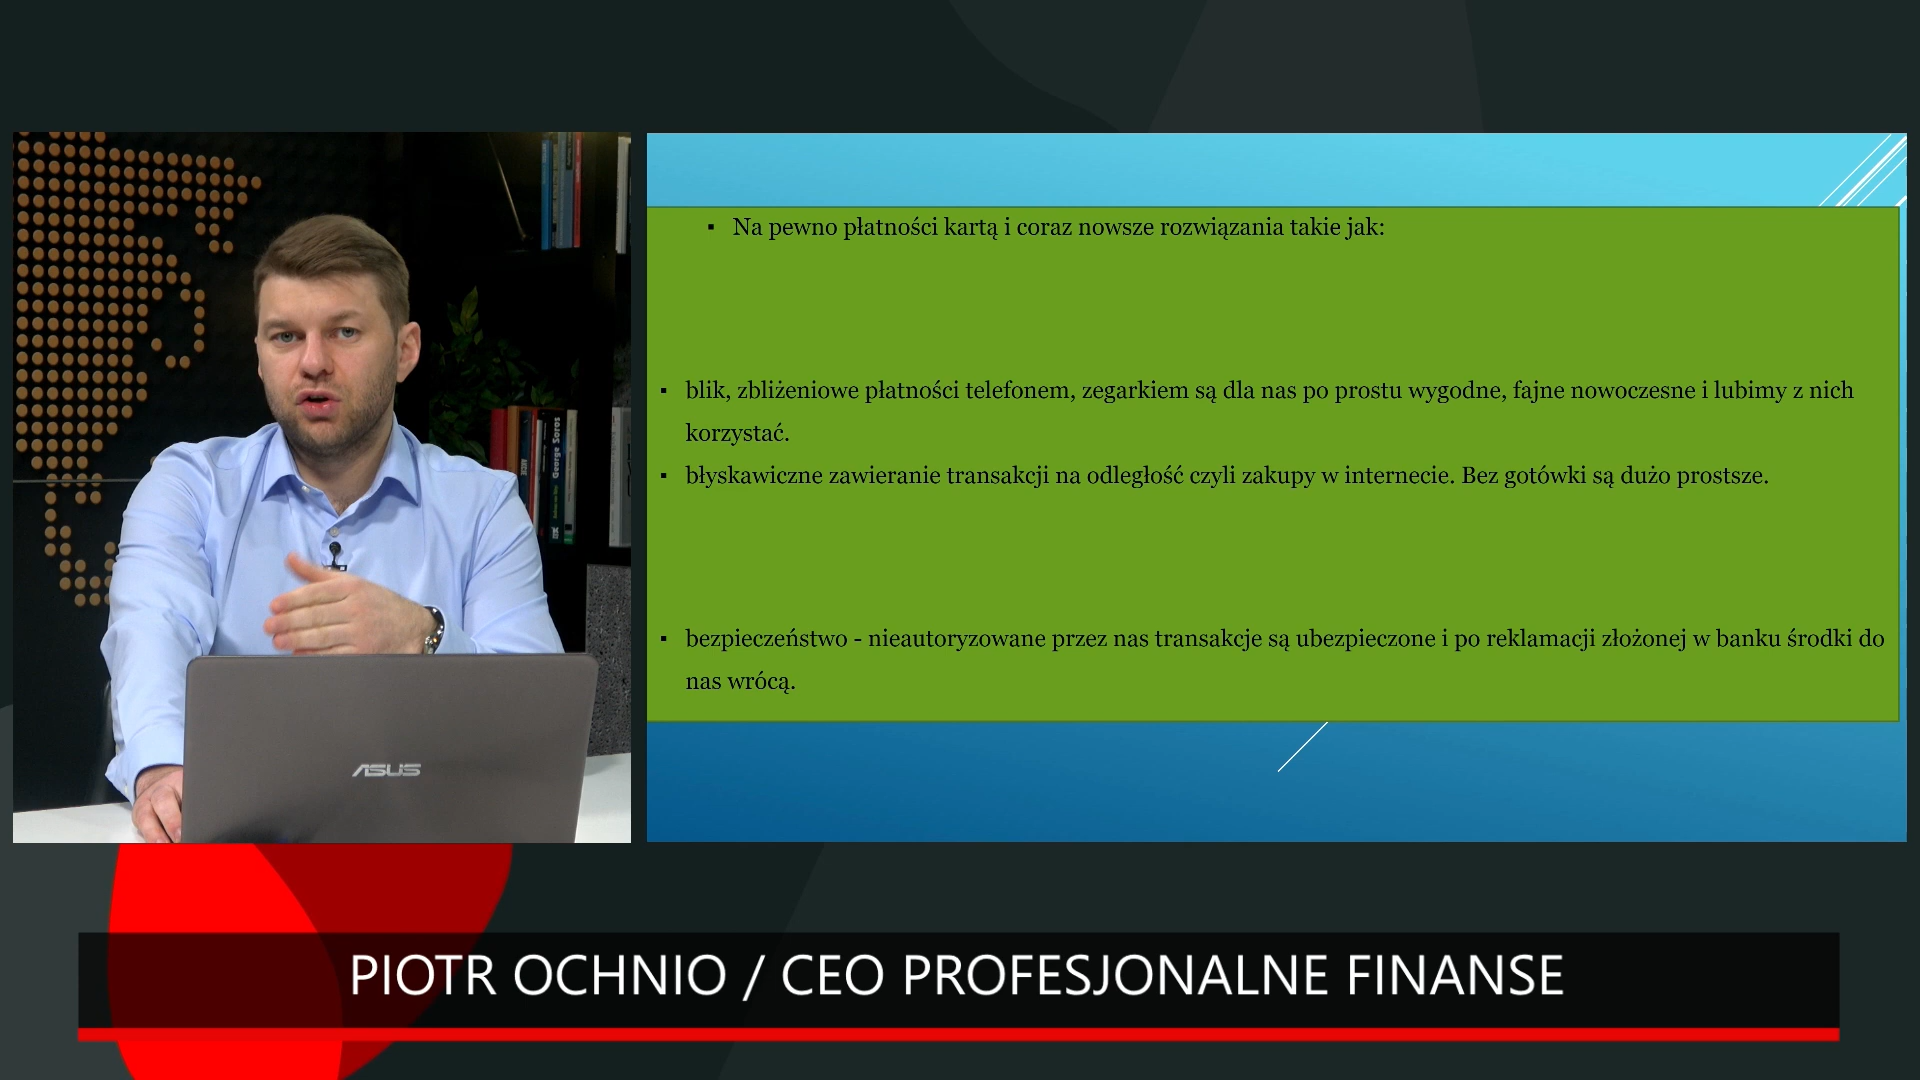 Na pewno płatności kartą i coraz nowsze rozwiązania takie jak:
blik, zbliżeniowe płatności telefonem, zegarkiem są dla nas po prostu wygodne, fajne nowoczesne i lubimy z nich
korzystać.
błyskawiczne zawieranie transakcji na odległość czyli zakupy w internecie. Bez gotówki są dużo prostsze.
bezpieczeństwo - nieautoryzowane przez nas transakcje są ubezpieczone i po reklamacji złożonej w banku środki do
nas wrócą.
George Soros
ASUS
PIOTR OCHNIO / CEO PROFESJONALNE FINANSE